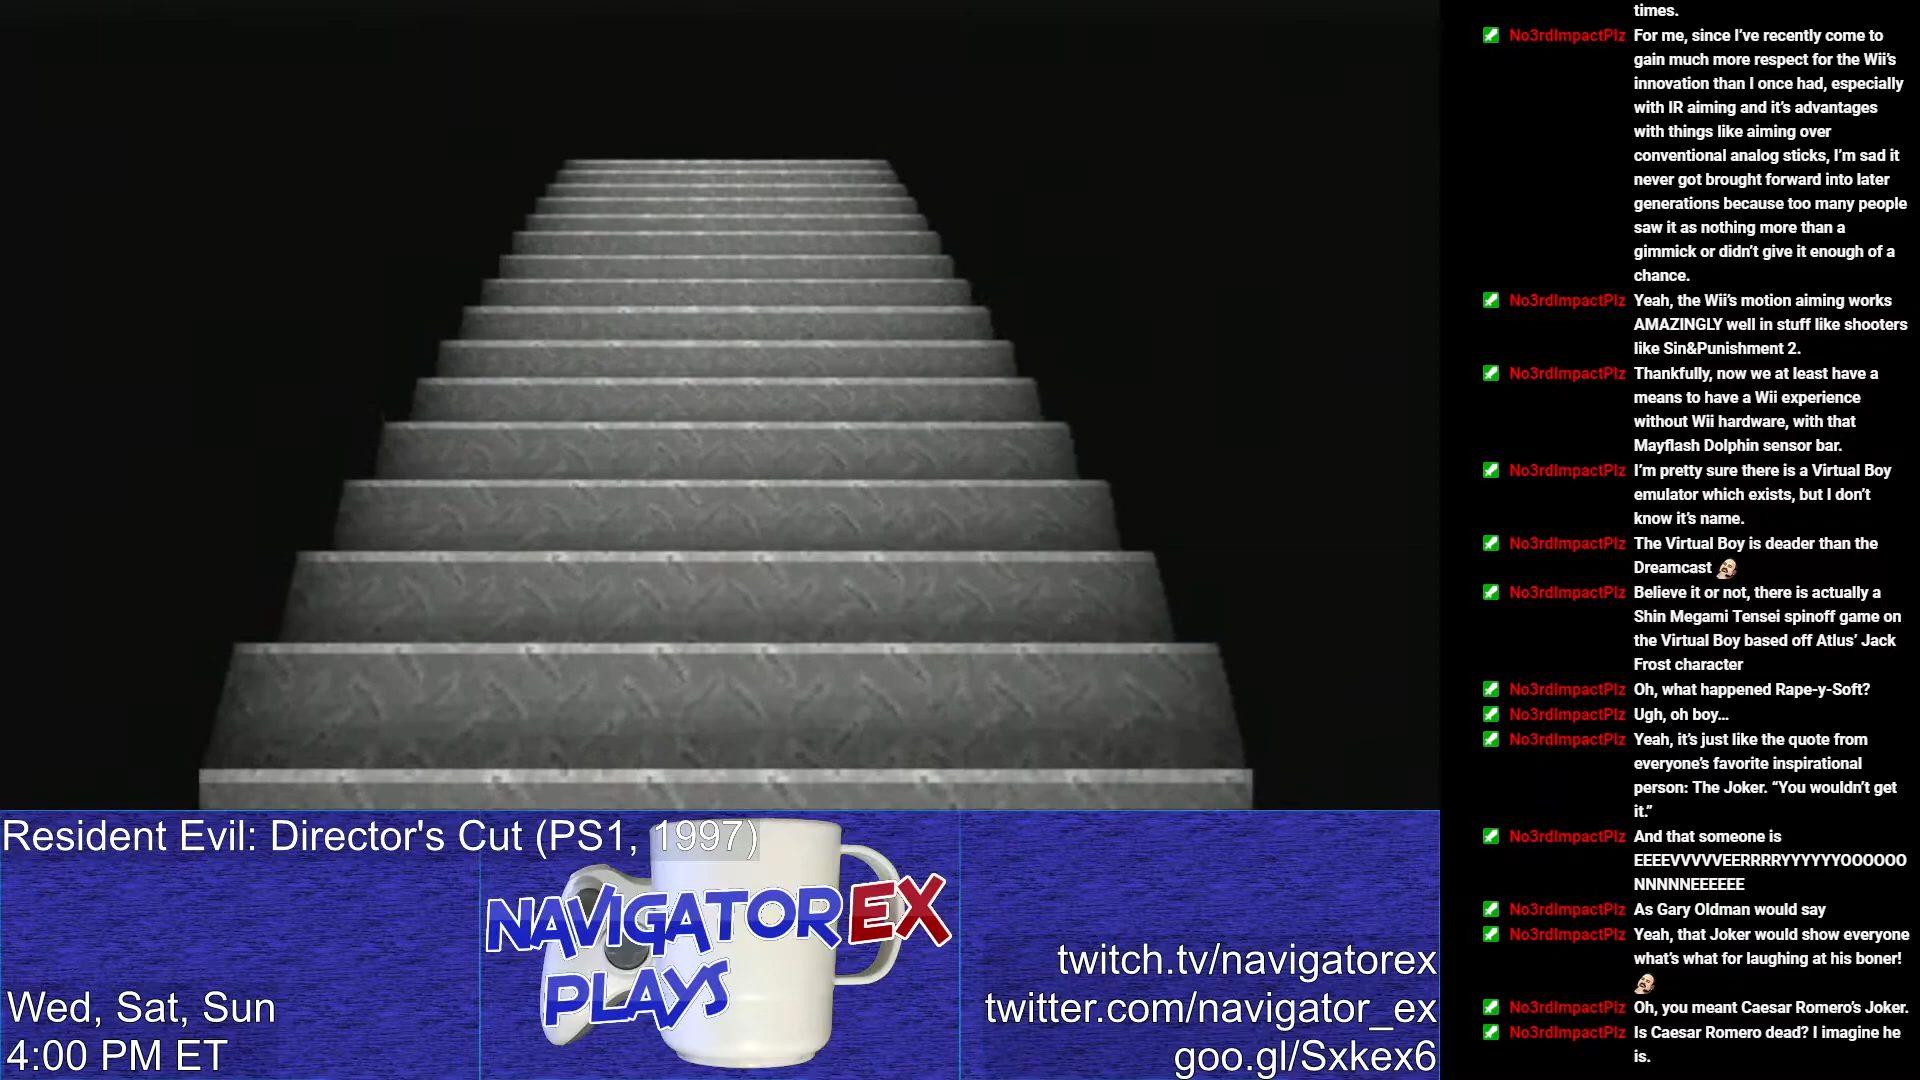 Resident Evil: Director's Cut (PS1, 1997)
NAVIGATOR EX
PLAYS
Wed, Sat, Sun
4:00 PM ET
twitch.tv/navigatorex
twitter.com/navigator_ex
goo.gl/Sxkex6
times.
No3rdImpactPlz For me, since I’ve recently come to
gain much more respect for the Wii’s
innovation than I once had, especially
with IR aiming and it’s advantages
with things like aiming over
conventional analog sticks, I’m sad it
never got brought forward into later
generations because too many people
saw it as nothing more than a
gimmick or didn’t give it enough of a
chance.
No3rdImpactPlz Yeah, the Wii’s motion aiming works
AMAZINGLY well in stuff like shooters
like Sin&Punishment 2.
No3rdImpactPlz Thankfully, now we at least have a
means to have a Wii experience
without Wii hardware, with that
Mayflash Dolphin sensor bar.
No3rdImpactPlz I’m pretty sure there is a Virtual Boy
emulator which exists, but I don’t
know it’s name.
No3rdImpactPlz The Virtual Boy is deader than the
Dreamcast
No3rdImpactPlz Believe it or not, there is actually a
Shin Megami Tensei spinoff game on
the Virtual Boy based off Atlus’ Jack
Frost character
No3rdImpactPlz Oh, what happened Rape-y-Soft?
No3rdImpactPlz Ugh, oh boy…
No3rdImpactPlz Yeah, it’s just like the quote from
everyone’s favorite inspirational
person: The Joker. “You wouldn’t get
it.”
No3rdImpactPlz And that someone is
EEEEVVVVVEERRRRYYYYYYOOOOOO
NNNNNEEEEEE
No3rdImpactPlz As Gary Oldman would say
No3rdImpactPlz Yeah, that Joker would show everyone
what’s what for laughing at his boner!
No3rdImpactPlz Oh, you meant Caesar Romero’s Joker.
No3rdImpactPlz Is Caesar Romero dead? I imagine he
is.